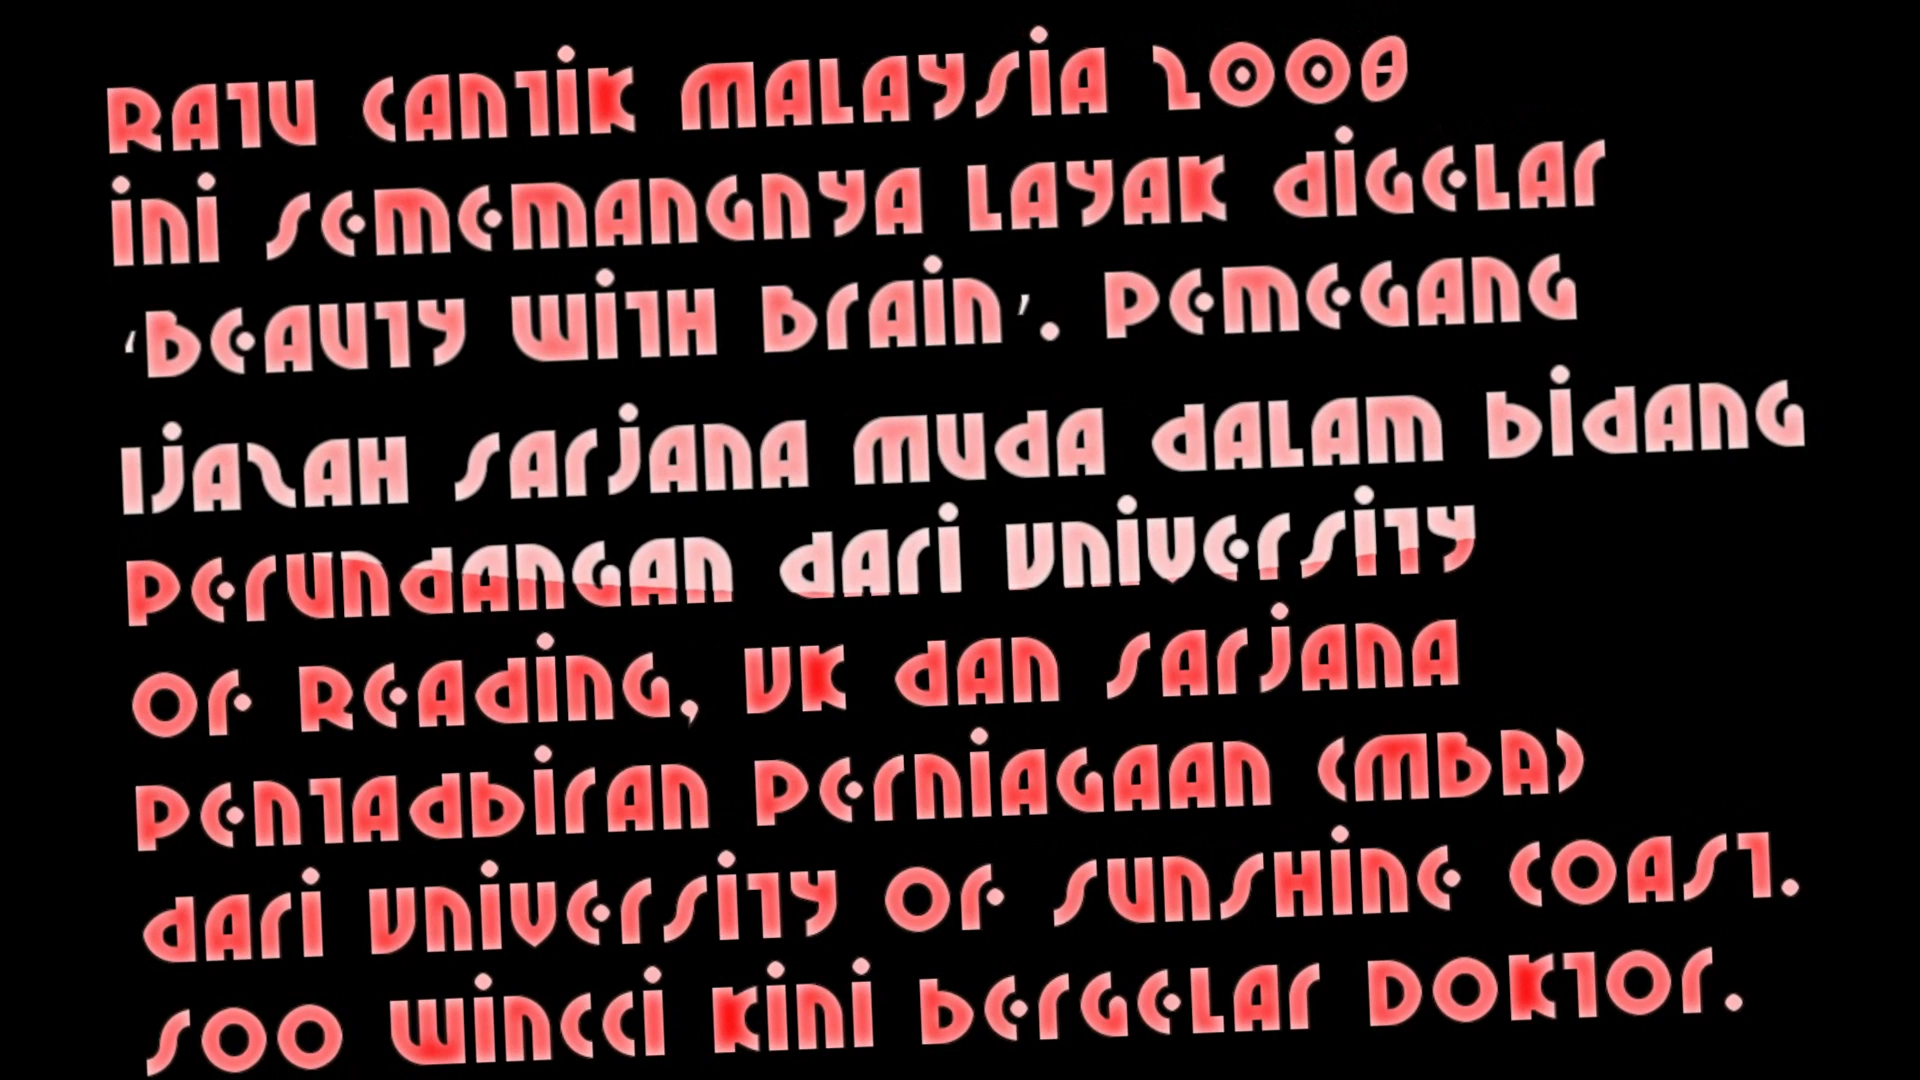 Ratu Cantik Malaysia 2008
ini sememangnya layak digelar
‘Beauty with brain’. Pemegang
Ijazah Sarjana Muda dalam bidang
Perundangan dari University
of Reading, UK dan Sarjana
Pentadbiran Perniagaan (MBA)
dari University of Sunshine Coast.
Soo Wincci kini bergelar Doktor.